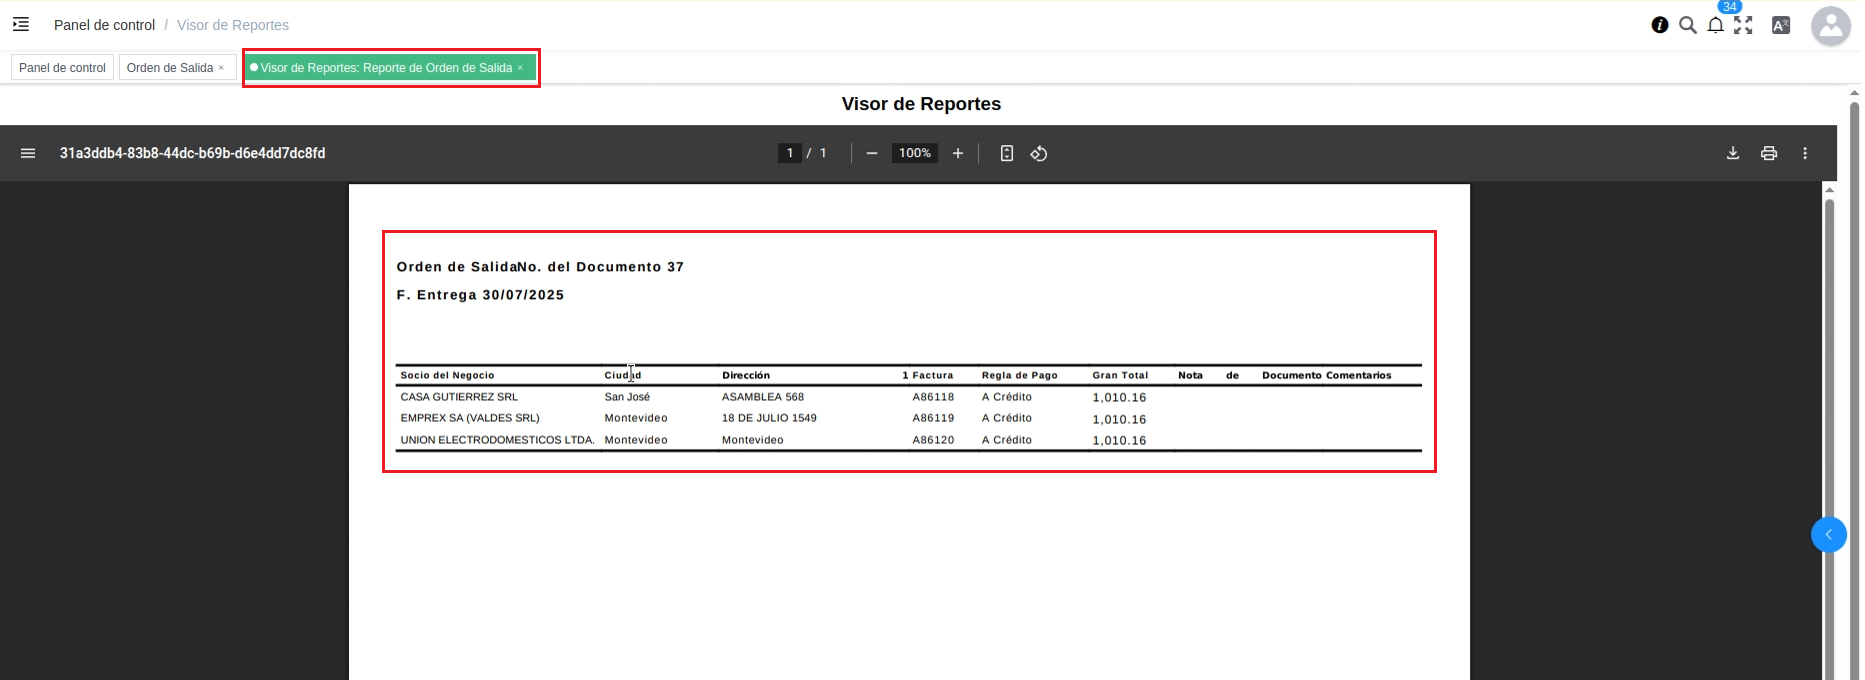 34
Panel de control / Visor de Reportes
Panel de control Orden de Salida × Visor de Reportes: Reporte de Orden de Salida ×
Visor de Reportes
31a3ddb4-83b8-44dc-b69b-d6e4dd7dc8fd 1 / 1 100%
Orden de SalidaNo. del Documento 37
F. Entrega 30/07/2025
Socio del Negocio Ciudad Dirección 1 Factura Regla de Pago Gran Total Nota de Documento Comentarios
CASA GUTIERREZ SRL San José ASAMBLEA 568 A86118 A Crédito 1,010.16
EMPREX SA (VALDES SRL) Montevideo 18 DE JULIO 1549 A86119 A Crédito 1,010.16
UNION ELECTRODOMESTICOS LTDA. Montevideo Montevideo A86120 A Crédito 1,010.16